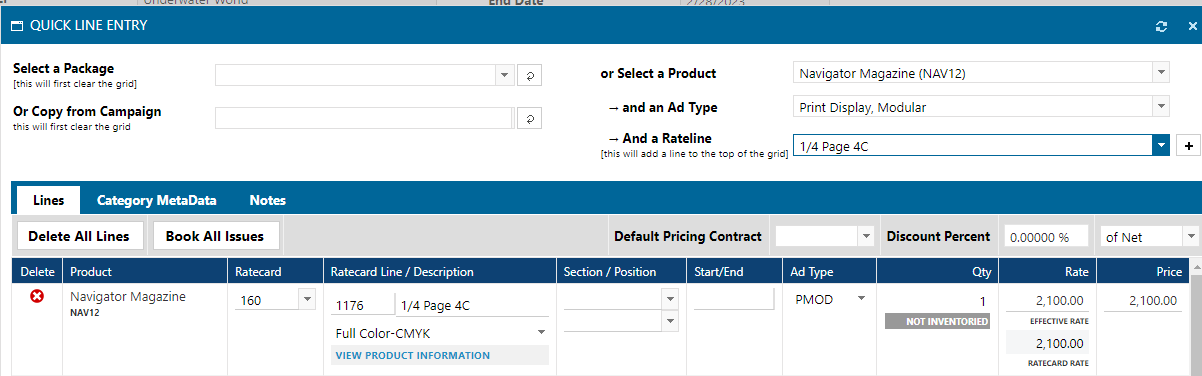 Underwater World End Date 2/28/2023
QUICK LINE ENTRY
Select a Package
[this will first clear the grid]
Or Copy from Campaign
this will first clear the grid
or Select a Product Navigator Magazine (NAV12)
→ and an Ad Type Print Display, Modular
→ And a Rateline 1/4 Page 4C
[this will add a line to the top of the grid]
Lines Category MetaData Notes
Delete All Lines Book All Issues Default Pricing Contract Discount Percent 0.00000 % of Net
Delete Product Ratecard Ratecard Line / Description Section / Position Start/End Ad Type Qty Rate Price
Navigator Magazine 160 1176 1/4 Page 4C PMOD 1 2,100.00 2,100.00
NAV12
NOT INVENTORIED EFFECTIVE RATE
Full Color-CMYK
2,100.00
VIEW PRODUCT INFORMATION
RATECARD RATE